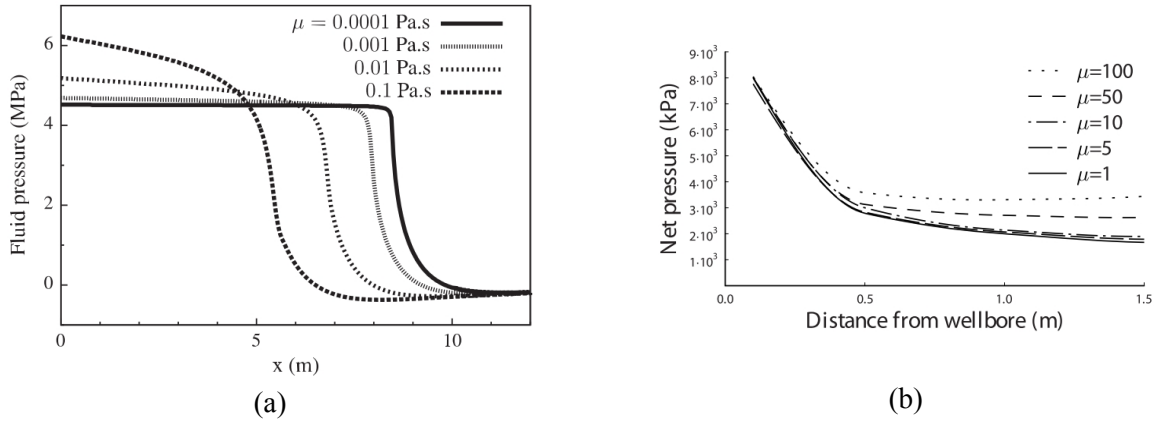 μ = 0.0001 Pa.s
0.001 Pa.s
0.01 Pa.s
0.1 Pa.s
Fluid pressure (MPa)
6
4
2
0
0 5 10
x (m)
(a)
Net pressure (kPa)
9·10³
8·10³
7·10³
6·10³
5·10³
4·10³
3·10³
2·10³
1·10³
μ=100
μ=50
μ=10
μ=5
μ=1
0.0 0.5 1.0 1.5
Distance from wellbore (m)
(b)